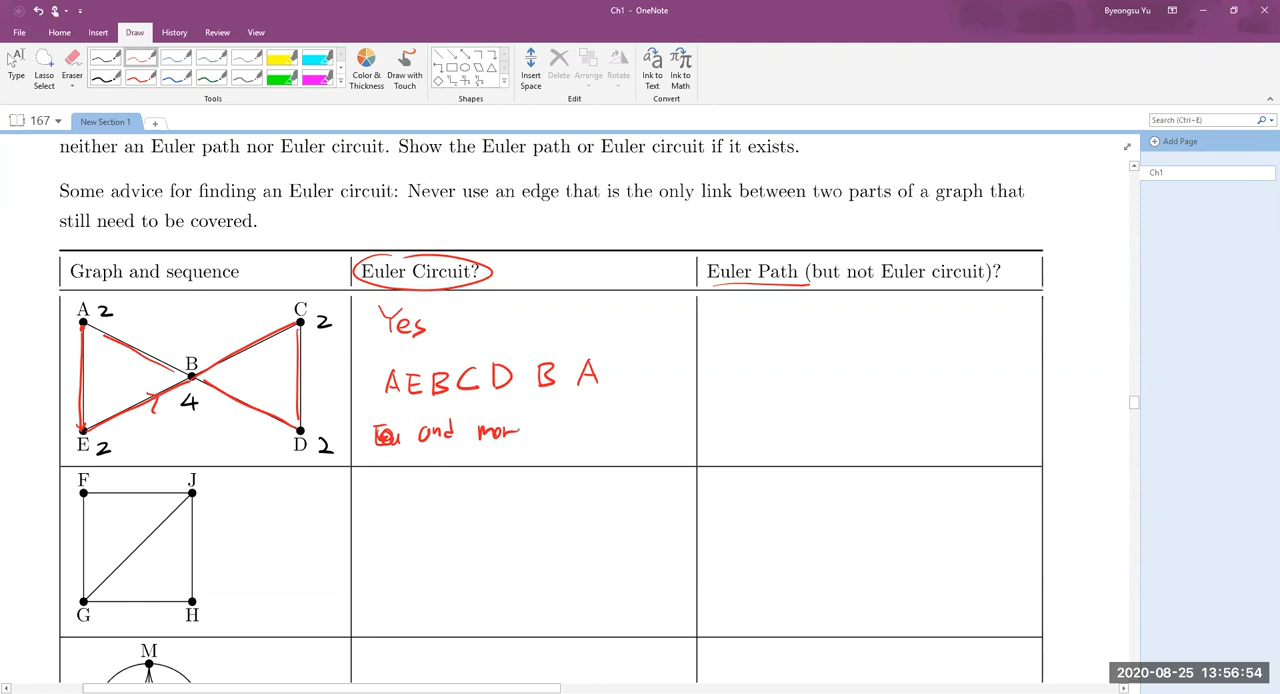 Ch1 - OneNote
Byeongsu Yu
File Home Insert Draw History Review View
Type
Lasso Select
Eraser
Color & Thickness
Draw with Touch
Insert Space
Delete
Arrange
Rotate
Ink to Text
Ink to Math
Tools
Shapes
Edit
Convert
167
New Section 1
Search (Ctrl+E)
Add Page
Ch1
neither an Euler path nor Euler circuit. Show the Euler path or Euler circuit if it exists.
Some advice for finding an Euler circuit: Never use an edge that is the only link between two parts of a graph that
still need to be covered.
Graph and sequence
Euler Circuit?
Euler Path (but not Euler circuit)?
A 2
C 2
B
4
E 2
D 2
Yes
A E B C D B A
and mor
F
J
G
H
M
2020-08-25 13:56:54